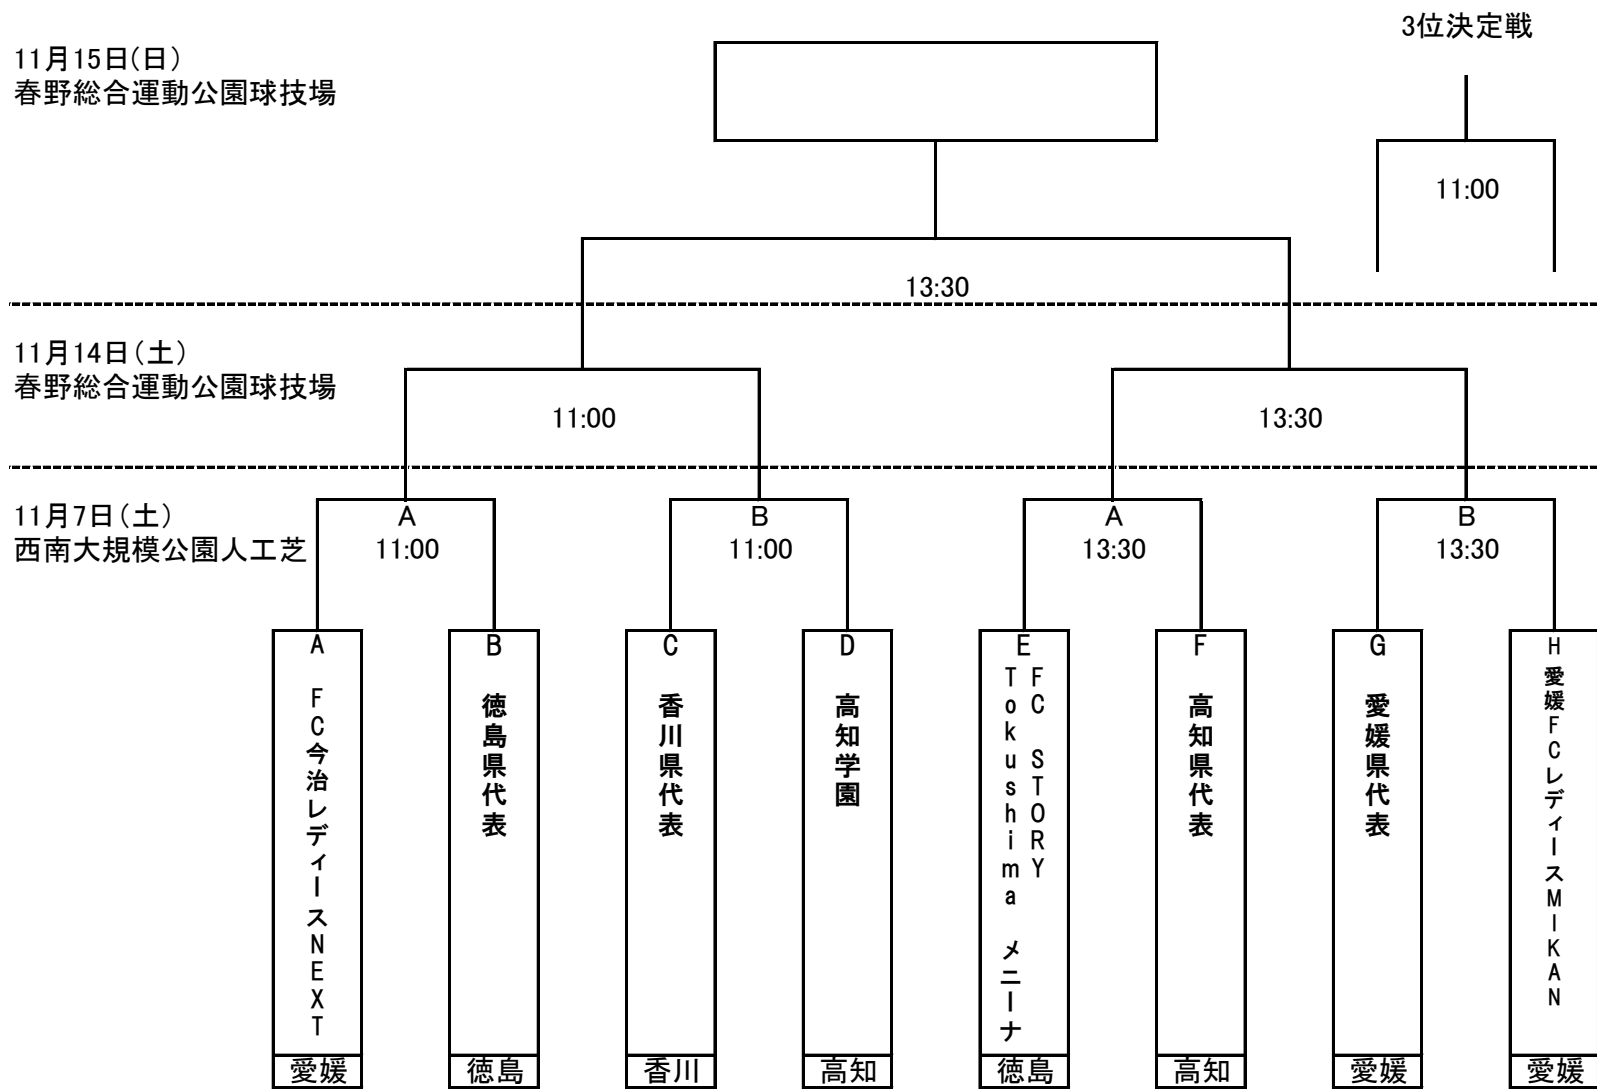 3位決定戦
11月15日(日)
春野総合運動公園球技場
11:00
13:30
11月14日(土)
春野総合運動公園球技場
11:00
13:30
11月7日(土)
西南大規模公園人工芝
A
11:00
B
11:00
A
13:30
B
13:30
A
FC今治レディースNEXT
愛媛
B
徳島県代表
徳島
C
香川県代表
香川
D
高知学園
高知
E
FC STORY
Tokushima メニーナ
徳島
F
高知県代表
高知
G
愛媛県代表
愛媛
H
愛媛FCレディースMIKAN
愛媛